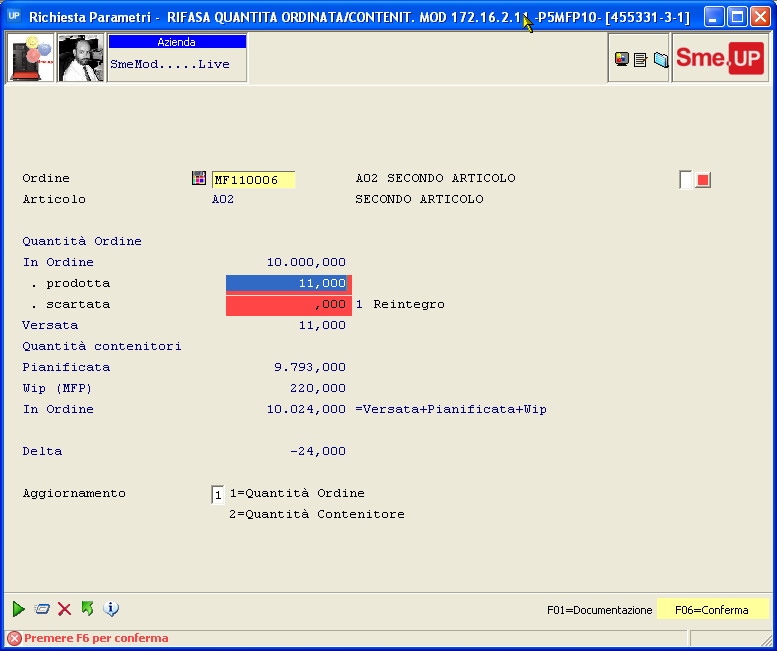 UP Richiesta Parametri - RIFASA QUANTITA ORDINATA/CONTENIT. MOD 172.16.2.11 -P5MFP10- [455331-3-1]
Azienda
SmeMod.....Live
Sme.UP
Ordine MF110006 A02 SECONDO ARTICOLO
Articolo A02 SECONDO ARTICOLO
Quantità Ordine
In Ordine 10.000,000
. prodotta 11,000
. scartata ,000 1 Reintegro
Versata 11,000
Quantità contenitori
Pianificata 9.793,000
Wip (MFP) 220,000
In Ordine 10.024,000 =Versata+Pianificata+Wip
Delta -24,000
Aggiornamento 1 1=Quantità Ordine
2=Quantità Contenitore
F01=Documentazione F06=Conferma
Premere F6 per conferma